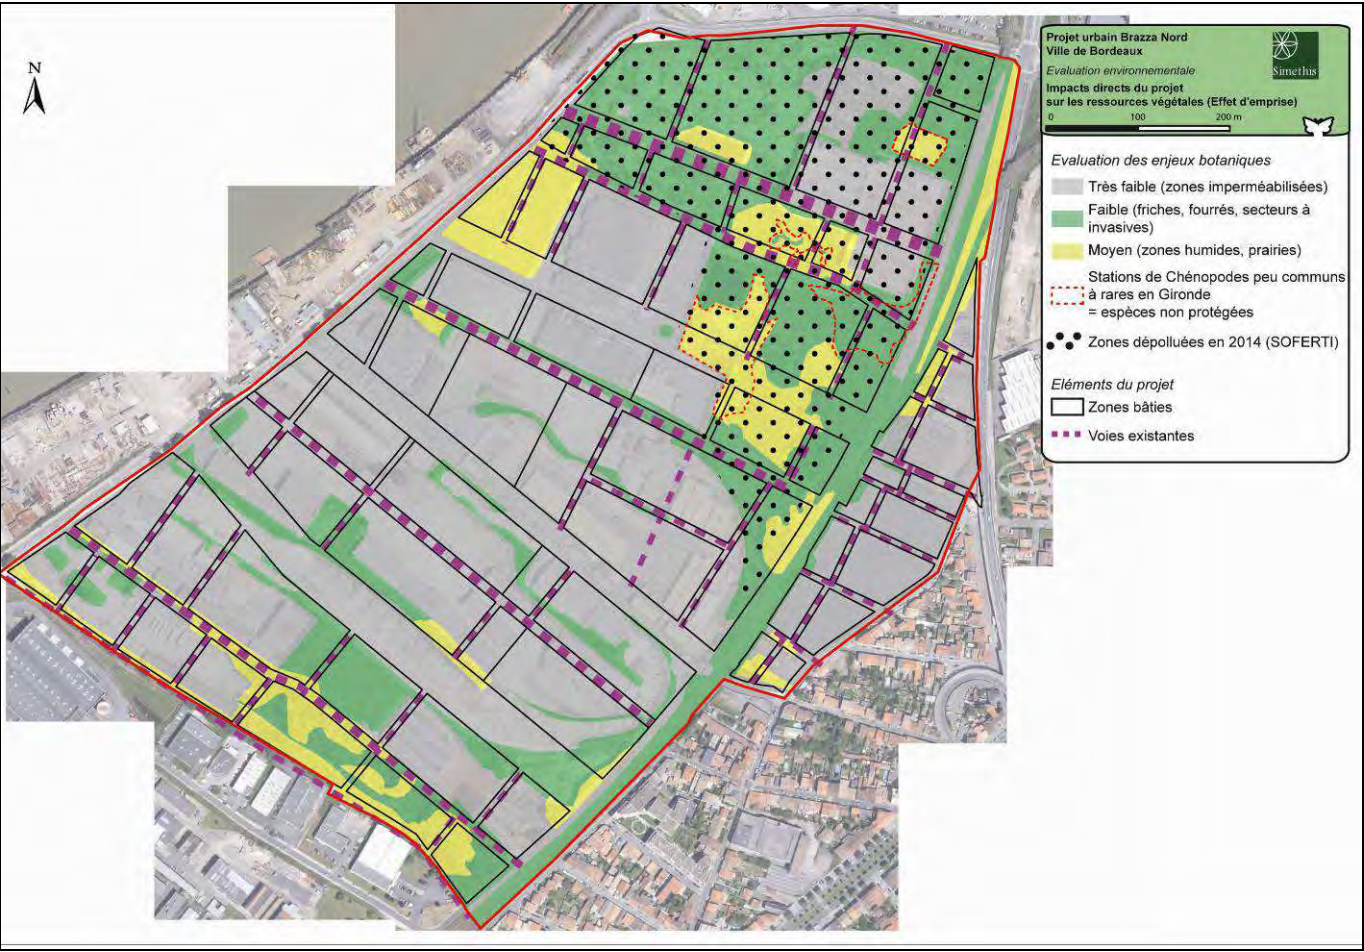 N
Projet urbain Brazza Nord
Ville de Bordeaux
Simethis
Evaluation environnementale
Impacts directs du projet
sur les ressources végétales (Effet d'emprise)
0 100 200 m
Evaluation des enjeux botaniques
Très faible (zones imperméabilisées)
Faible (friches, fourrés, secteurs à
invasives)
Moyen (zones humides, prairies)
Stations de Chénopodes peu communs
à rares en Gironde
= espèces non protégées
Zones dépolluées en 2014 (SOFERTI)
Eléments du projet
Zones bâties
Voies existantes